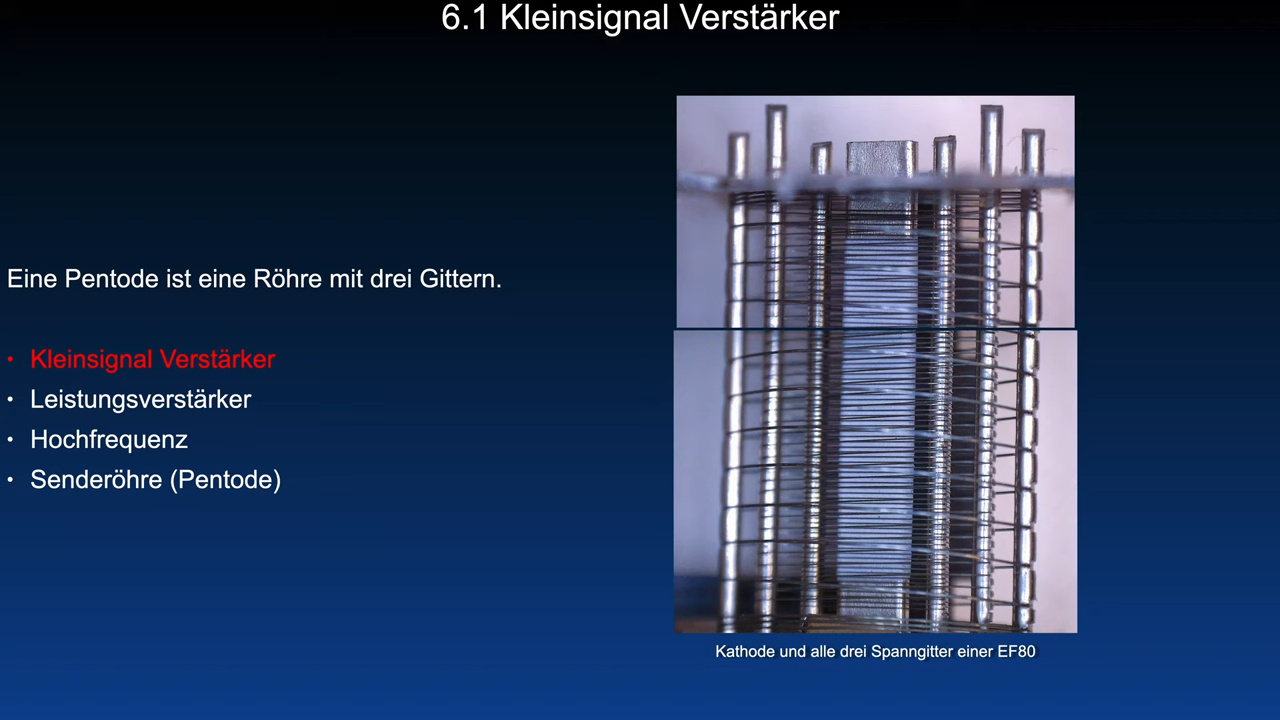 6.1 Kleinsignal Verstärker
Eine Pentode ist eine Röhre mit drei Gittern.
• Kleinsignal Verstärker
• Leistungsverstärker
• Hochfrequenz
• Senderöhre (Pentode)
Kathode und alle drei Spanngitter einer EF80